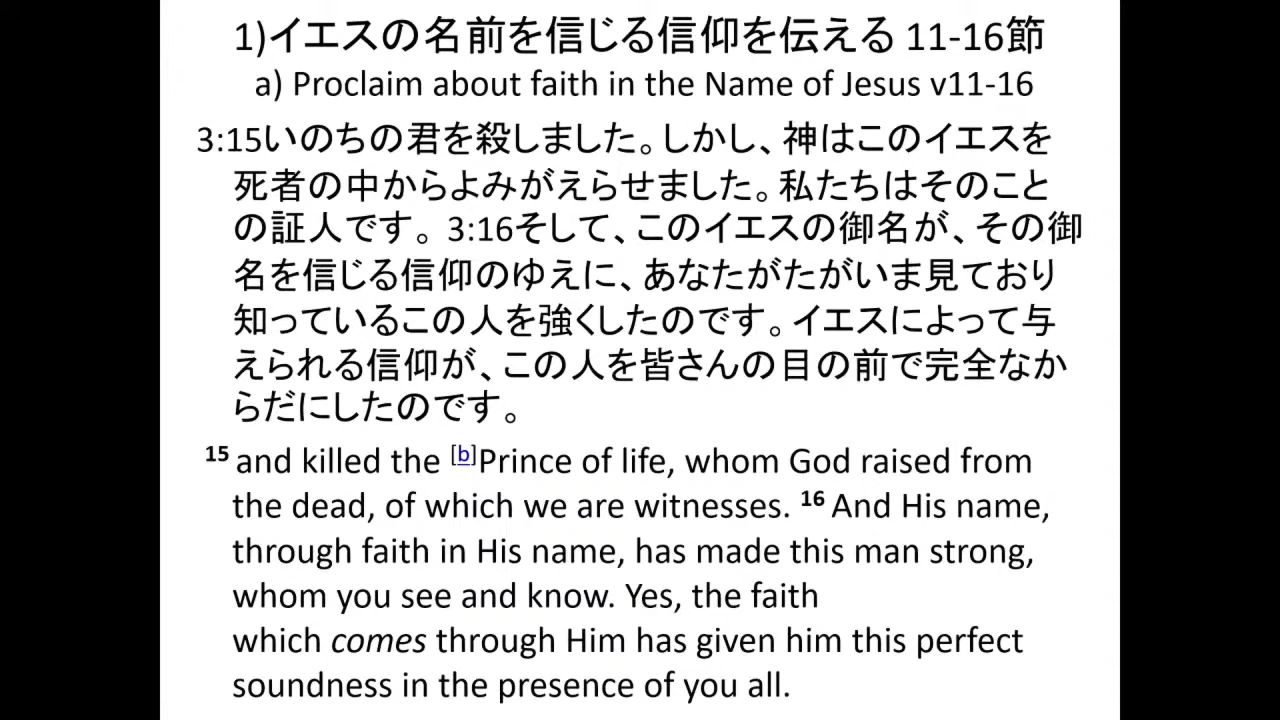 1)イエスの名前を信じる信仰を伝える 11-16節
a) Proclaim about faith in the Name of Jesus v11-16
3:15いのちの君を殺しました。しかし、神はこのイエスを
死者の中からよみがえらせました。私たちはそのこと
の証人です。 3:16そして、このイエスの御名が、その御
名を信じる信仰のゆえに、あなたがたがいま見ており
知っているこの人を強くしたのです。イエスによって与
えられる信仰が、この人を皆さんの目の前で完全なか
らだにしたのです。
15 and killed the [b]Prince of life, whom God raised from
the dead, of which we are witnesses. 16 And His name,
through faith in His name, has made this man strong,
whom you see and know. Yes, the faith
which comes through Him has given him this perfect
soundness in the presence of you all.